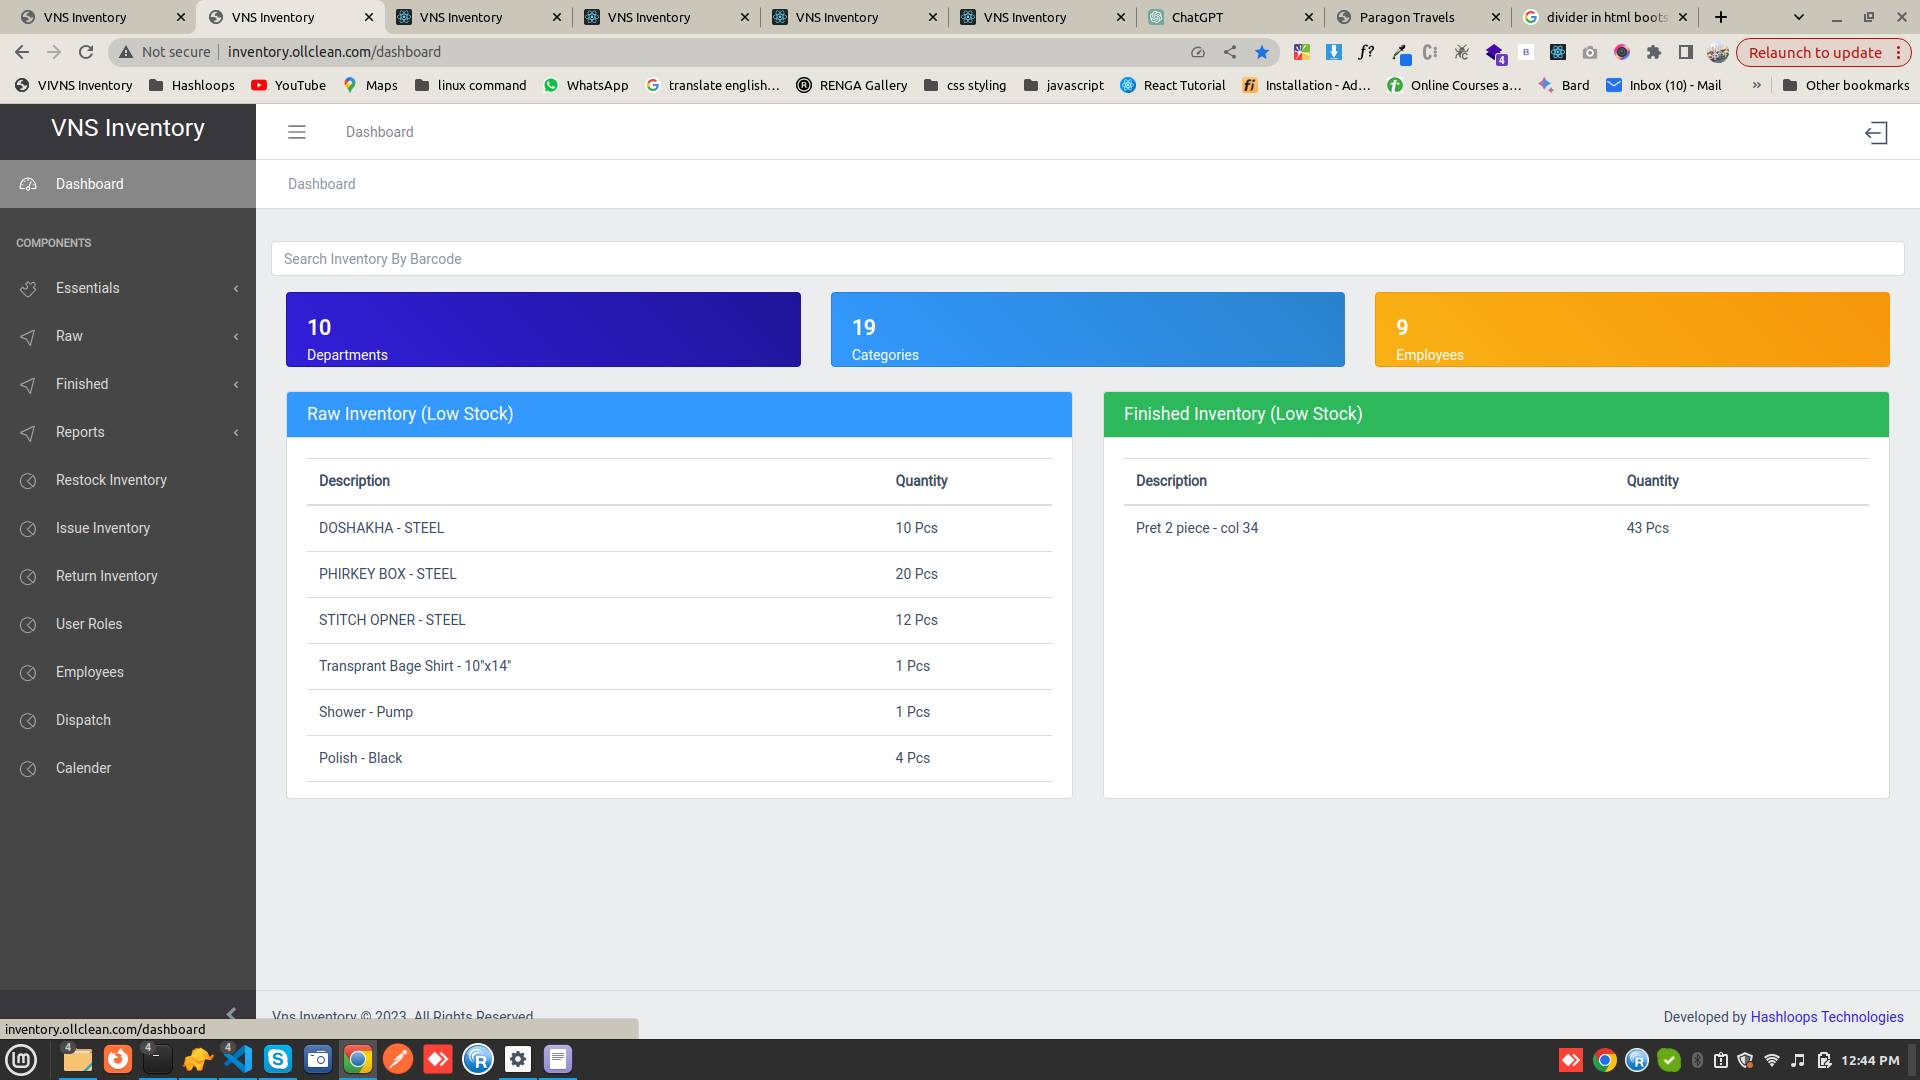 VNS Inventory
VNS Inventory
VNS Inventory
VNS Inventory
VNS Inventory
VNS Inventory
ChatGPT
Paragon Travels
divider in html boots
Not secure
inventory.ollclean.com/dashboard
f?
4
B
Relaunch to update
VIVNS Inventory
Hashloops
YouTube
Maps
linux command
WhatsApp
translate english…
RENGA Gallery
css styling
javascript
React Tutorial
Installation - Ad…
Online Courses a…
Bard
Inbox (10) - Mail
»
Other bookmarks
VNS Inventory
Dashboard
Dashboard
Dashboard
COMPONENTS
Essentials
Raw
Finished
Reports
Restock Inventory
Issue Inventory
Return Inventory
User Roles
Employees
Dispatch
Calender
Search Inventory By Barcode
10
Departments
19
Categories
9
Employees
Raw Inventory (Low Stock)
Description Quantity
DOSHAKHA - STEEL 10 Pcs
PHIRKEY BOX - STEEL 20 Pcs
STITCH OPNER - STEEL 12 Pcs
Transprant Bage Shirt - 10"x14" 1 Pcs
Shower - Pump 1 Pcs
Polish - Black 4 Pcs
Finished Inventory (Low Stock)
Description Quantity
Pret 2 piece - col 34 43 Pcs
Vns Inventory © 2023. All Rights Reserved
Developed by Hashloops Technologies
inventory.ollclean.com/dashboard
4
4
4
12:44 PM